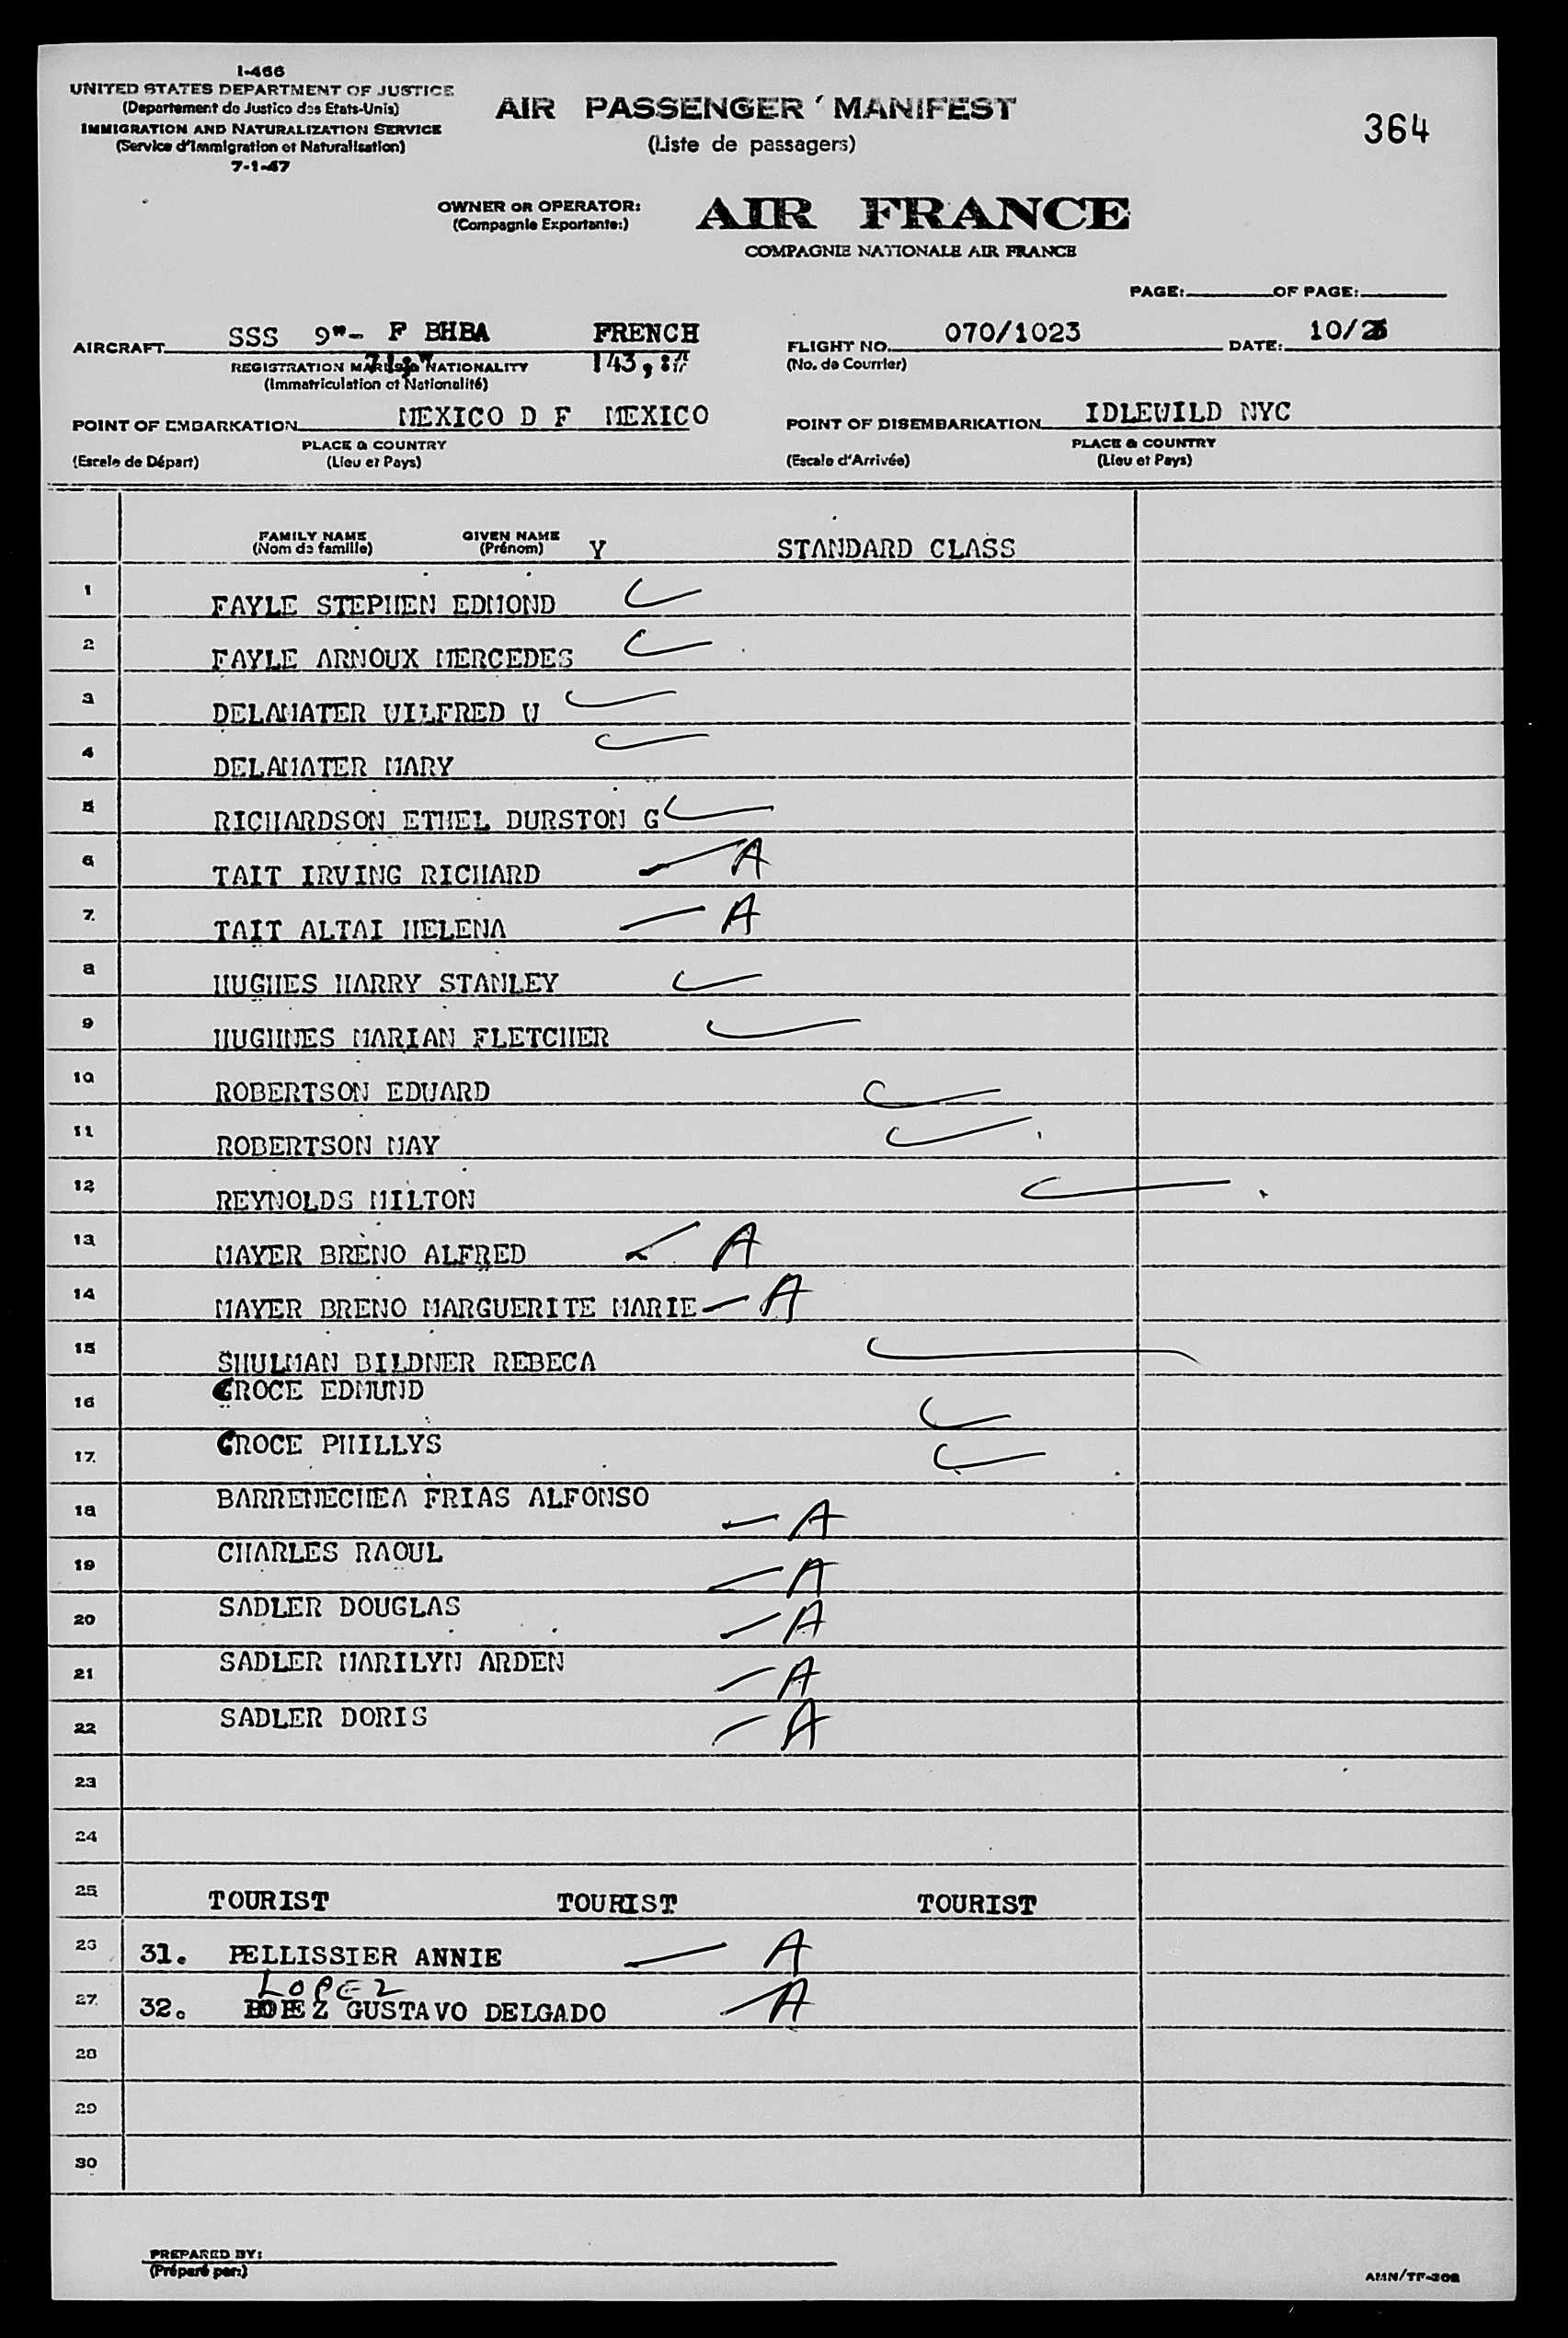 I-466
UNITED STATES DEPARTMENT OF JUSTICE
(Departement de Justice des Etats-Unis)
IMMIGRATION AND NATURALIZATION SERVICE
(Service d'Immigration et Naturalisation)
7-1-47
AIR PASSENGER MANIFEST
(Liste de passagers)
364
OWNER OR OPERATOR:
(Compagnie Exportante:)
AIR FRANCE
COMPAGNIE NATIONALE AIR FRANCE
PAGE: OF PAGE:
AIRCRAFT SSS 9"- F BHBA FRENCH
REGISTRATION NATIONALITY 143,
(Immatriculation et Nationalité)
FLIGHT NO. 070/1023 DATE: 10/
(No. de Courrier)
POINT OF EMBARKATION MEXICO D F MEXICO
PLACE & COUNTRY
(Escale de Départ) (Lieu et Pays)
POINT OF DISEMBARKATION IDLEWILD NYC
PLACE & COUNTRY
(Escale d'Arrivée) (Lieu et Pays)
FAMILY NAME GIVEN NAME
(Nom de famille) (Prénom) Y STANDARD CLASS
1 FAYLE STEPHEN EDMOND
2 FAYLE ARNOUX MERCEDES
3 DELAMATER WILFRED W
4 DELAMATER MARY
5 RICHARDSON ETHEL DURSTON G
6 TAIT IRVING RICHARD A
7 TAIT ALTAI HELENA A
8 HUGHES HARRY STANLEY
9 HUGHNES MARIAN FLETCHER
10 ROBERTSON EDWARD
11 ROBERTSON MAY
12 REYNOLDS MILTON
13 MAYER BRENO ALFRED A
14 MAYER BRENO MARGUERITE MARIE A
15 SHULMAN BILDNER REBECA
16 CROCE EDMUND
17 CROCE PHILLYS
18 BARRENECHEA FRIAS ALFONSO A
19 CHARLES RAOUL A
20 SADLER DOUGLAS A
21 SADLER MARILYN ARDEN A
22 SADLER DORIS A
23
24
25 TOURIST TOURIST TOURIST
26 31. PELLISSIER ANNIE A
LOPEZ
27 32. GUSTAVO DELGADO A
28
29
30
PREPARED BY:
(Préparé par:)
AMN/TF-302